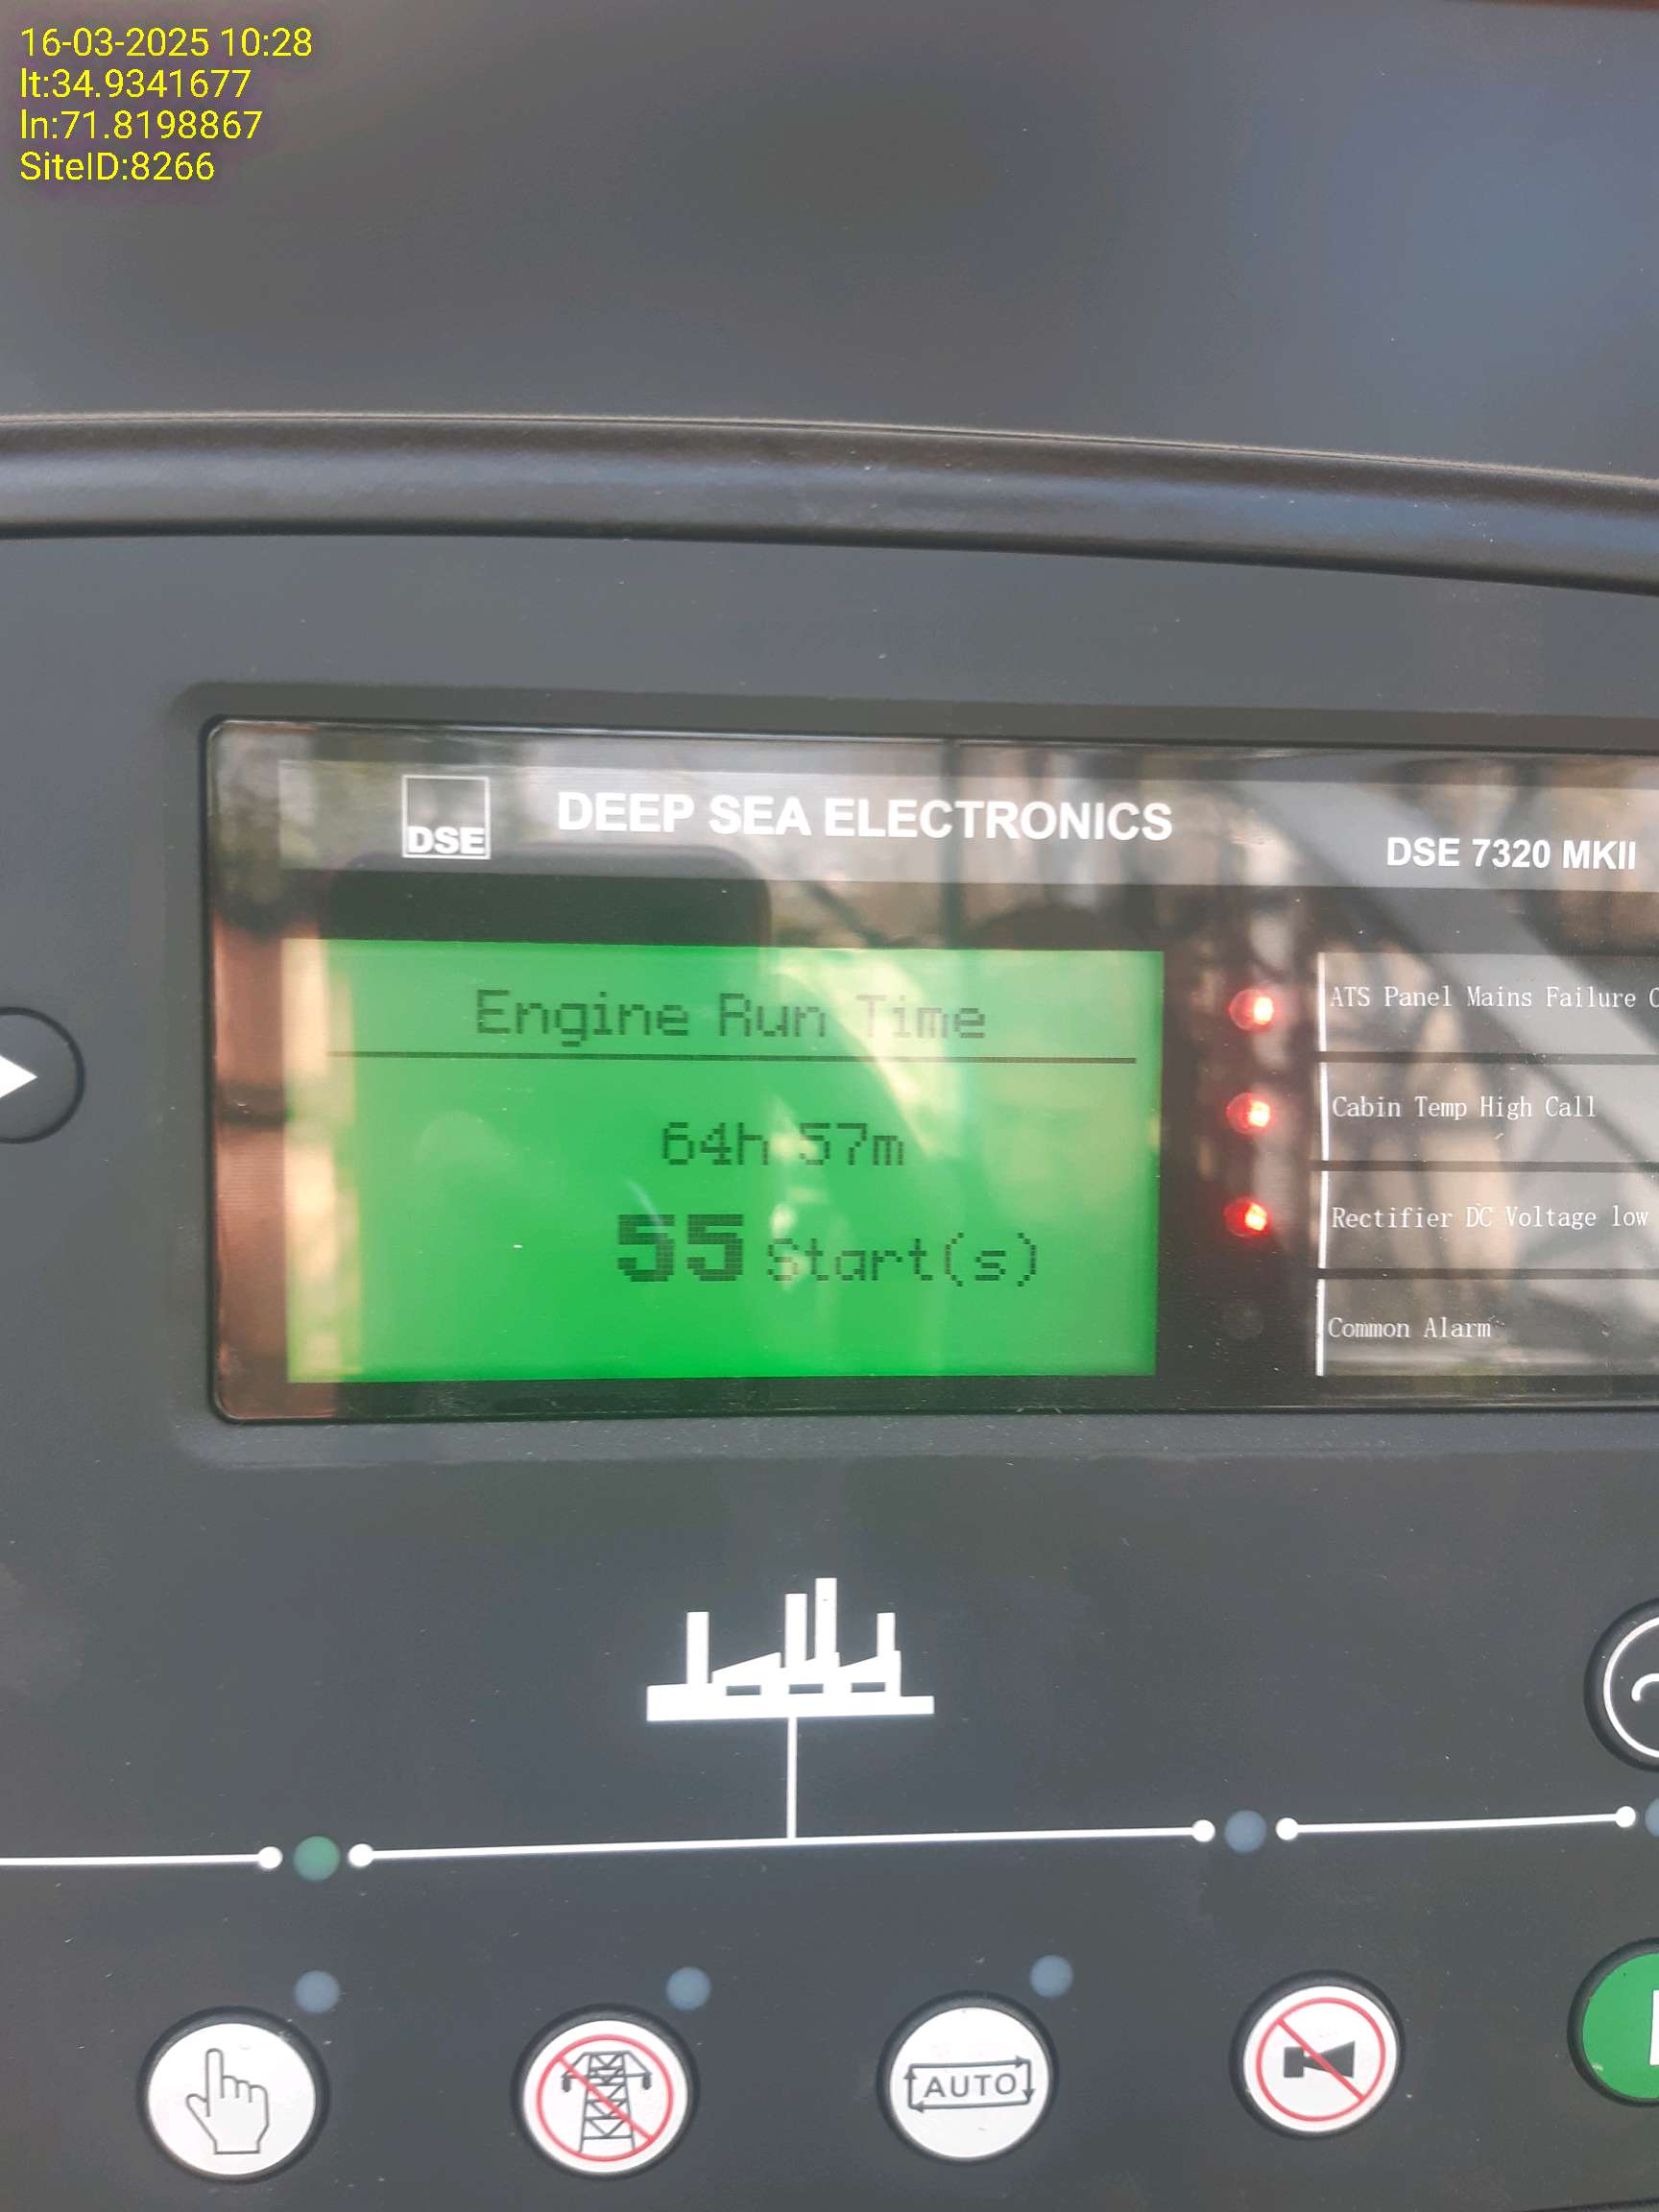 16-03-2025 10:28
lt:34.9341677
ln:71.8198867
SiteID:8266
DSE
DEEP SEA ELECTRONICS
DSE 7320 MKII
Engine Run Time
64h 57m
55 Start(s)
ATS Panel Mains Failure
Cabin Temp High Call
Rectifier DC Voltage low
Common Alarm
AUTO